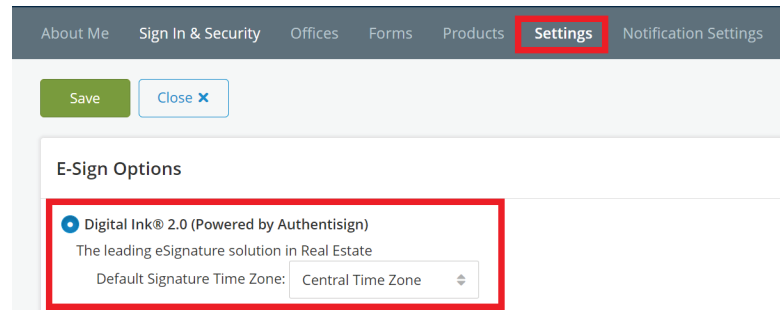 About Me Sign In & Security Offices Forms Products Settings Notification Settings
Save Close ×
E-Sign Options
Digital Ink® 2.0 (Powered by Authentisign)
The leading eSignature solution in Real Estate
Default Signature Time Zone: Central Time Zone